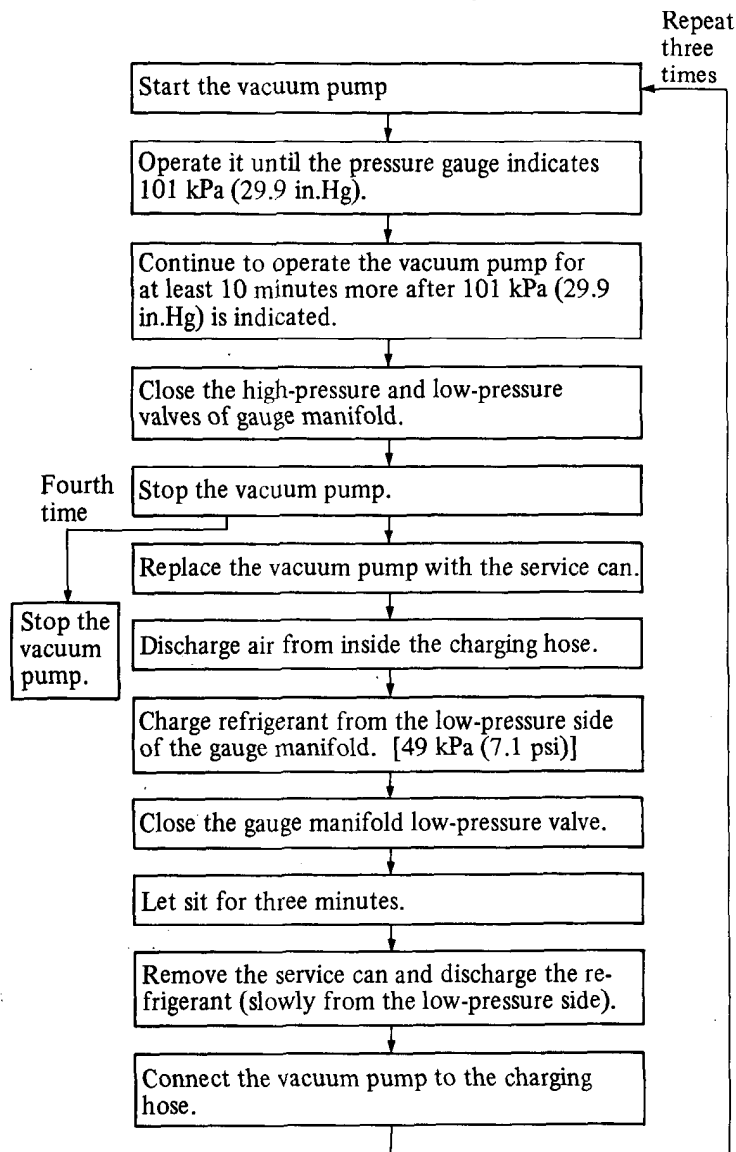 Repeat
three
times
Start the vacuum pump
Operate it until the pressure gauge indicates
101 kPa (29.9 in.Hg).
Continue to operate the vacuum pump for
at least 10 minutes more after 101 kPa (29.9
in.Hg) is indicated.
Close the high-pressure and low-pressure
valves of gauge manifold.
Fourth
time
Stop the vacuum pump.
Replace the vacuum pump with the service can.
Stop the
vacuum
pump.
Discharge air from inside the charging hose.
Charge refrigerant from the low-pressure side
of the gauge manifold. [49 kPa (7.1 psi)]
Close the gauge manifold low-pressure valve.
Let sit for three minutes.
Remove the service can and discharge the re-
frigerant (slowly from the low-pressure side).
Connect the vacuum pump to the charging
hose.